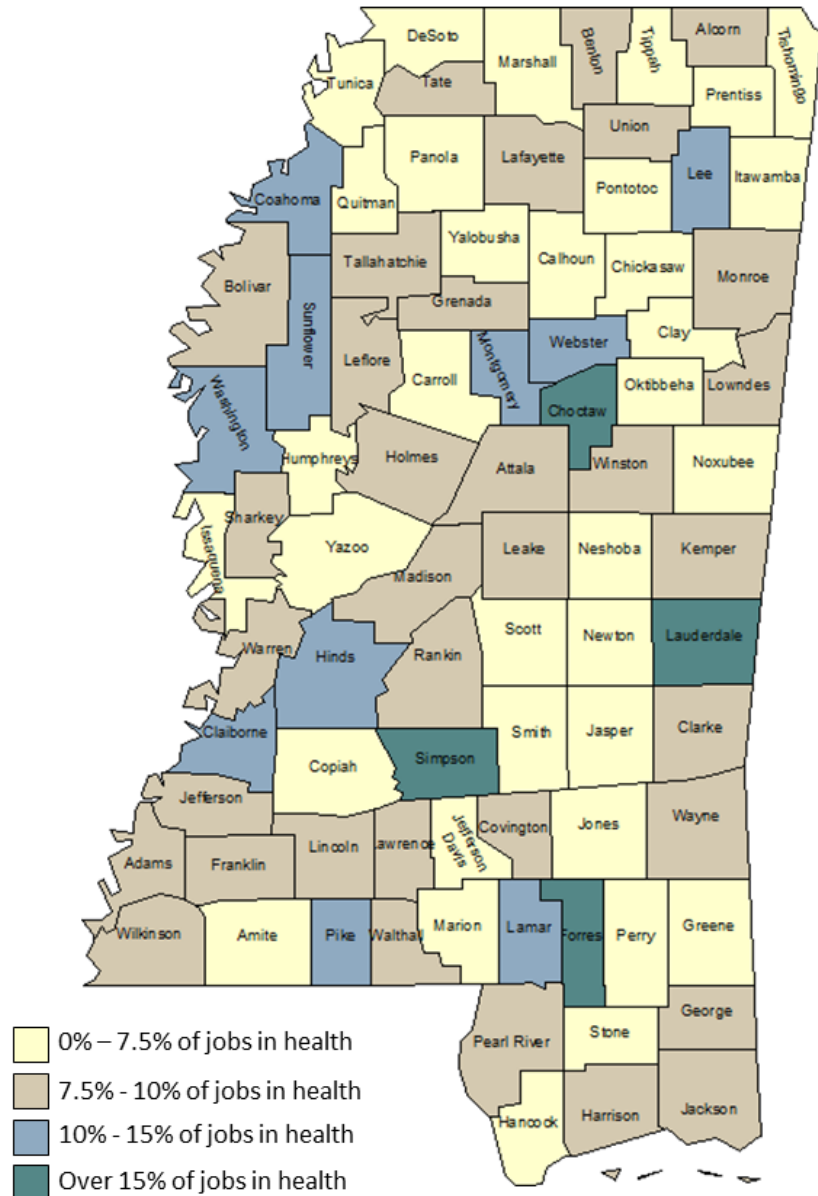 DeSoto
Marshall
Benton
Tippah
Alcorn
Tishomingo
Tunica
Tate
Prentiss
Union
Panola
Lafayette
Lee
Itawamba
Coahoma
Quitman
Pontotoc
Yalobusha
Calhoun
Chickasaw
Monroe
Tallahatchie
Bolivar
Grenada
Sunflower
Clay
Webster
Montgomery
Leflore
Carroll
Oktibbeha
Lowndes
Washington
Choctaw
Humphreys
Holmes
Attala
Winston
Noxubee
Sharkey
Issaquena
Yazoo
Leake
Neshoba
Kemper
Madison
Scott
Newton
Lauderdale
Warren
Hinds
Rankin
Claiborne
Smith
Jasper
Clarke
Copiah
Simpson
Jefferson
Jefferson
Davis
Covington
Jones
Wayne
Lincoln
Lawrence
Adams
Franklin
Wilkinson
Amite
Pike
Walthall
Marion
Lamar
Forres
Perry
Greene
George
Pearl River
Stone
Hancock
Harrison
Jackson
0% – 7.5% of jobs in health
7.5% - 10% of jobs in health
10% - 15% of jobs in health
Over 15% of jobs in health